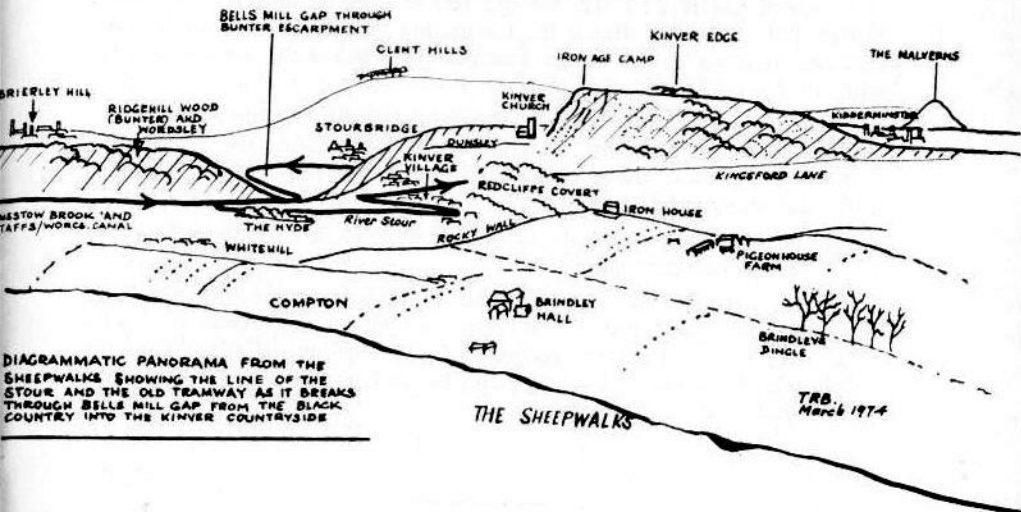 BELLS MILL GAP THROUGH
BUNTER ESCARPMENT
CLENT HILLS
IRON AGE CAMP
KINVER EDGE
THE MALVERNS
BRIERLEY HILL
RIDGEHILL WOOD
(BUNTER) AND
WORDSLEY
STOURBRIDGE
KINVER
CHURCH
DUNSLEY
KIDDERMINSTER
KINVER
VILLAGE
REDCLIFFE COVERT
KINGSFORD LANE
MESTOW BROOK AND
TAFFS/WORCS. CANAL
THE HYDE
River Stour
ROCKY WALL
IRON HOUSE
WHITEHILL
PIGEONHOUSE
FARM
COMPTON
BRINDLEY
HALL
BRINDLEYS
DINGLE
DIAGRAMMATIC PANORAMA FROM THE
SHEEPWALKS SHOWING THE LINE OF THE
STOUR AND THE OLD TRAMWAY AS IT BREAKS
THROUGH BELLS MILL GAP FROM THE BLACK
COUNTRY INTO THE KINVER COUNTRYSIDE
THE SHEEPWALKS
TRB.
March 1974